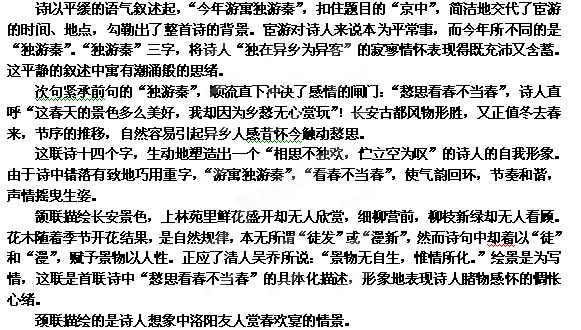 诗以平缓的语气叙述起，“今年游寓独游秦”，扣住题目的“京中”，简洁地交代了宦游
的时间、地点，勾勒出了整首诗的背景。宦游对诗人来说本为平常事，而今年所不同的是
“独游秦”。“独游秦”三字，将诗人“独在异乡为异客”的寂寥情怀表现得既充沛又含蓄。
这平静的叙述中寓有潮涌般的思绪。
次句紧承前句的“独游秦”，顺流直下冲决了感情的闸门：“愁思看春不当春”，诗人直
呼“这春天的景色多么美好，我却因为乡愁无心赏玩”！长安古都风物形胜，又正值冬去春
来，节序的推移，自然容易引起异乡人感昔怀今触动愁思。
这联诗十四个字，生动地塑造出一个“相思不独欢，伫立空为叹”的诗人的自我形象。
由于诗中错落有致地巧用重字，“游寓独游秦”，“看春不当春”，使气韵回环，节奏和谐，
声情摇曳生姿。
颔联描绘长安景色，上林苑里鲜花盛开却无人欣赏，细柳营前，柳枝新绿却无人看顾。
花木随着季节开花结果，是自然规律，本无所谓“徒发”或“漫新”，然而诗句中却着以“徒”
和“漫”，赋予景物以人性。正应了清人吴乔所说：“景物无自生，惟情所化。”绘景是为写
情，这联是首联诗中“愁思看春不当春”的具体化描述，形象地表现诗人睹物感怀的惆怅
心绪。
颈联描绘的是诗人想象中洛阳友人赏春欢宴的情景。